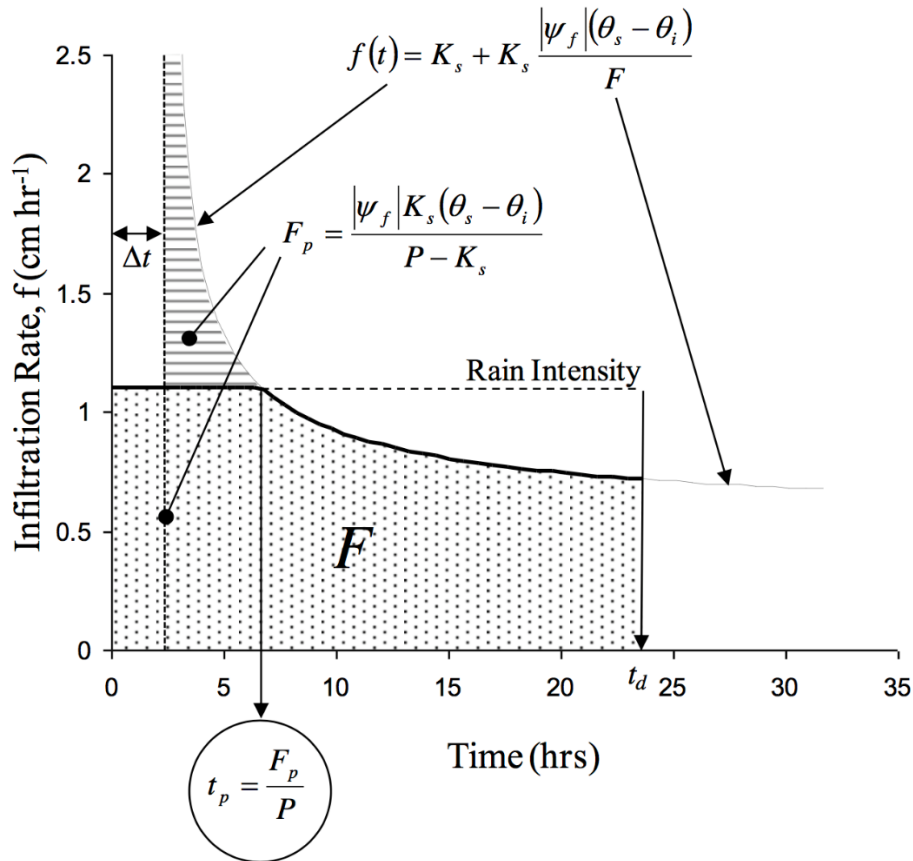 f(t) = K_s + K_s |ψ_f|(θ_s − θ_i) / F
2.5
2
1.5
1
0.5
0
Infiltration Rate, f (cm hr⁻¹)
Δt
F_p = |ψ_f| K_s (θ_s − θ_i) / P − K_s
Rain Intensity
F
t_d
0 5 10 15 20 25 30 35
Time (hrs)
t_p = F_p / P